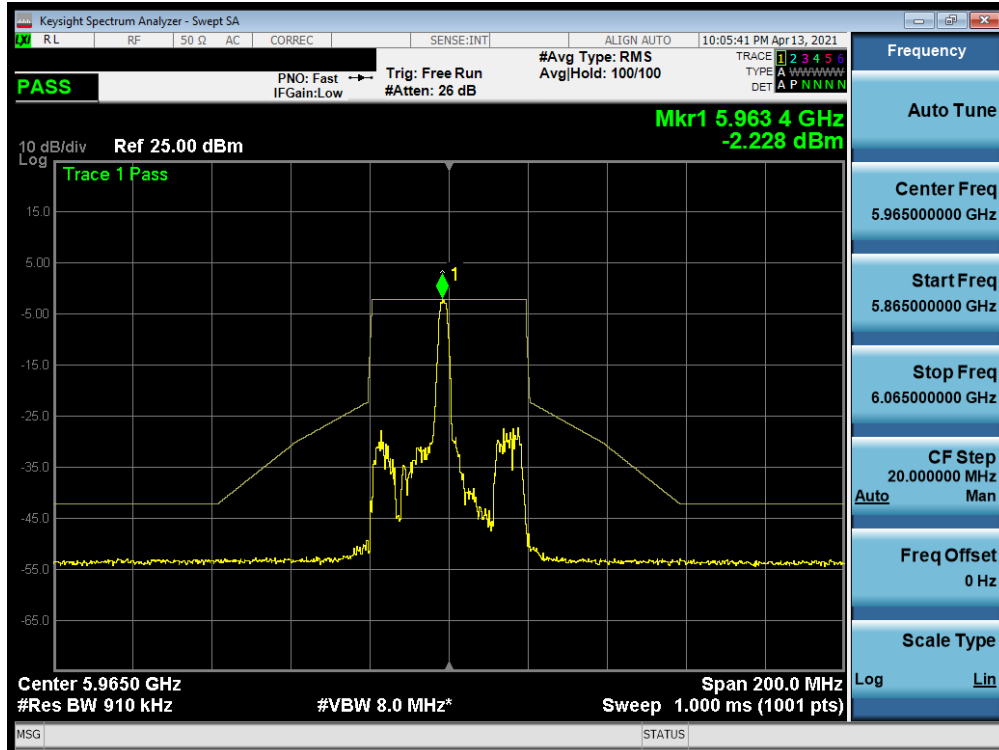 Keysight Spectrum Analyzer - Swept SA
LXI RL RF 50 Ω AC CORREC SENSE:INT ALIGN AUTO 10:05:41 PM Apr 13, 2021
PASS
PNO: Fast
IFGain:Low
Trig: Free Run
#Atten: 26 dB
#Avg Type: RMS
Avg|Hold: 100/100
TRACE 1 2 3 4 5 6
TYPE A WWWWW
DET A P N N N N
Mkr1 5.963 4 GHz
-2.228 dBm
10 dB/div Ref 25.00 dBm
Log
Trace 1 Pass
1
15.0
5.00
-5.00
-15.0
-25.0
-35.0
-45.0
-55.0
-65.0
Center 5.9650 GHz Span 200.0 MHz
#Res BW 910 kHz #VBW 8.0 MHz* Sweep 1.000 ms (1001 pts)
MSG STATUS
Frequency
Auto Tune
Center Freq
5.965000000 GHz
Start Freq
5.865000000 GHz
Stop Freq
6.065000000 GHz
CF Step
20.000000 MHz
Auto Man
Freq Offset
0 Hz
Scale Type
Log Lin